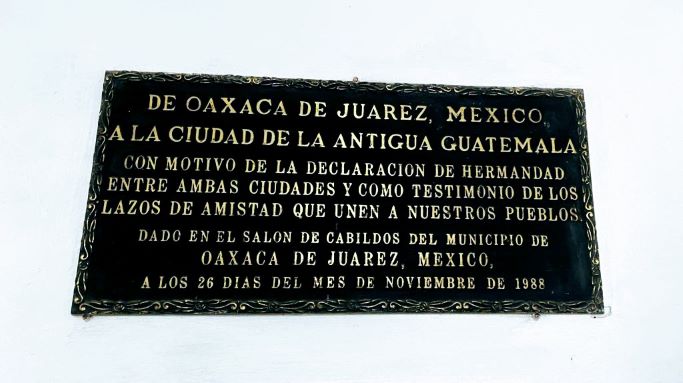 DE OAXACA DE JUAREZ, MEXICO,
A LA CIUDAD DE LA ANTIGUA GUATEMALA
CON MOTIVO DE LA DECLARACION DE HERMANDAD
ENTRE AMBAS CIUDADES Y COMO TESTIMONIO DE LOS
LAZOS DE AMISTAD QUE UNEN A NUESTROS PUEBLOS.
DADO EN EL SALON DE CABILDOS DEL MUNICIPIO DE
OAXACA DE JUAREZ, MEXICO,
A LOS 26 DIAS DEL MES DE NOVIEMBRE DE 1988